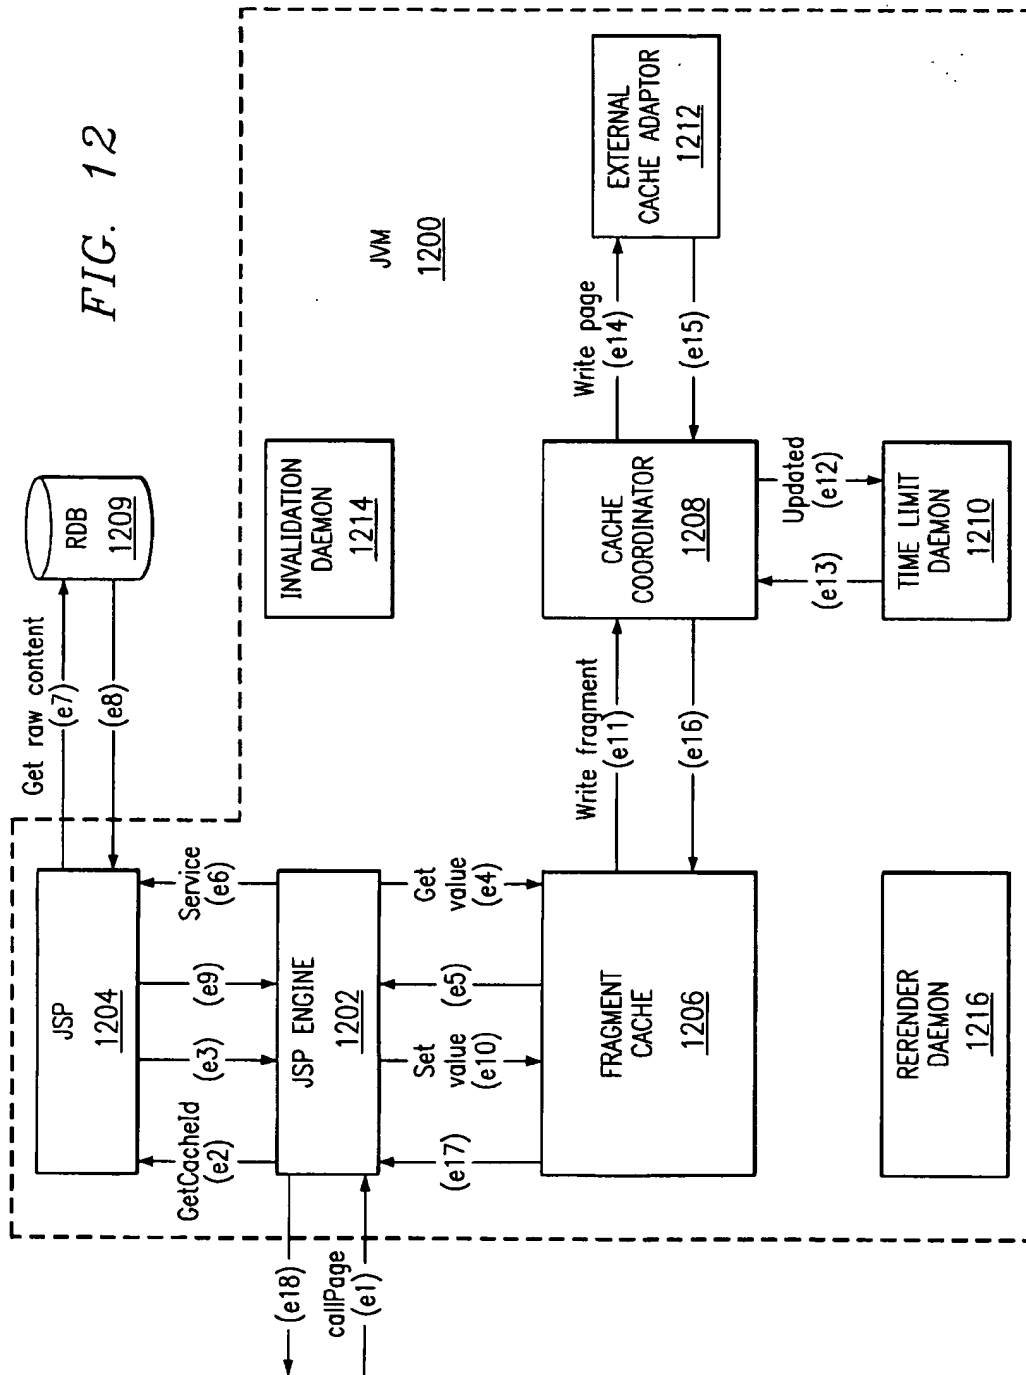 FIG. 12
JSP
1204
Get raw content
(e7)
(e8)
RDB
1209
GetCacheId
(e2)
(e3)
(e9)
Service
(e6)
(e18)
callPage
(e1)
JSP ENGINE
1202
INVALIDATION
DAEMON
1214
JVM
1200
(e17)
Set
value
(e10)
(e5)
Get
value
(e4)
FRAGMENT
CACHE
1206
Write fragment
(e11)
(e16)
CACHE
COORDINATOR
1208
Write page
(e14)
(e15)
EXTERNAL
CACHE ADAPTOR
1212
(e13)
Updated
(e12)
RERENDER
DAEMON
1216
TIME LIMIT
DAEMON
1210